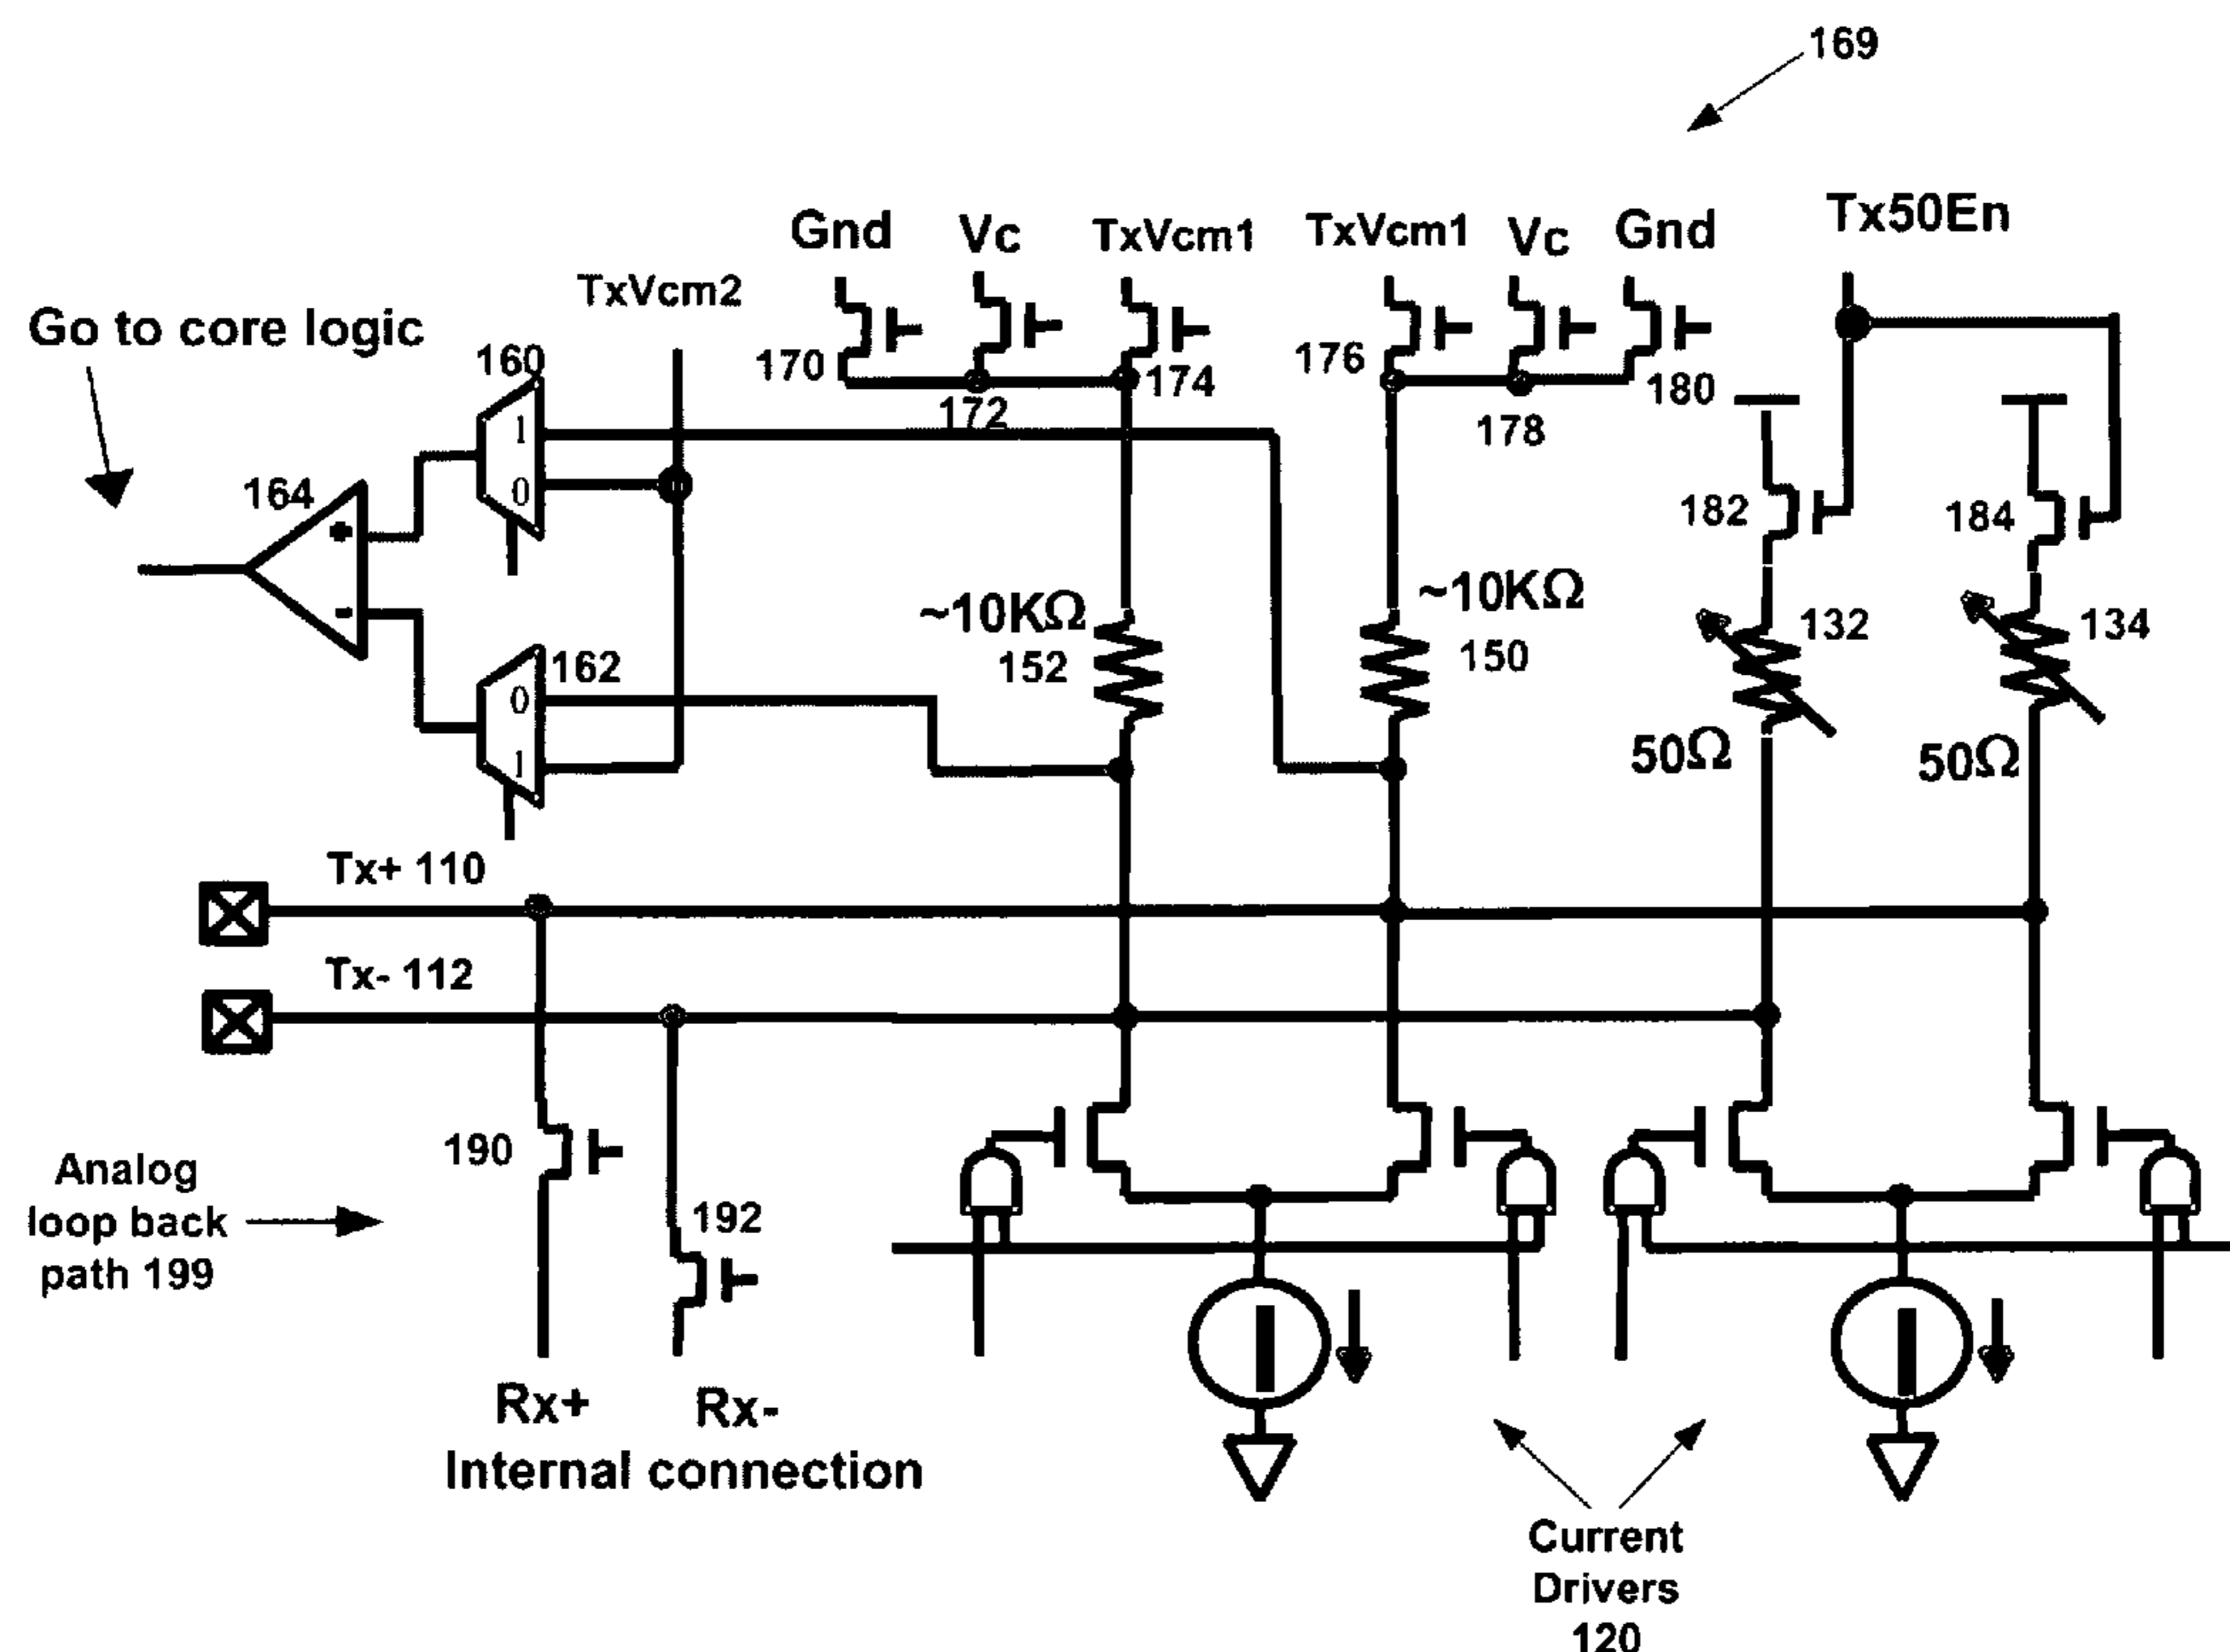 169
Gnd
Vc
TxVcm1
TxVcm1
Vc
Gnd
Tx50En
TxVcm2
Go to core logic
160
170
174
176
180
172
178
1
0
164
+
-
182
184
~10KΩ
152
~10KΩ
150
132
134
162
0
1
50Ω
50Ω
Tx+ 110
Tx- 112
190
192
Analog
loop back
path 199
Rx+
Rx-
Internal connection
Current
Drivers
120